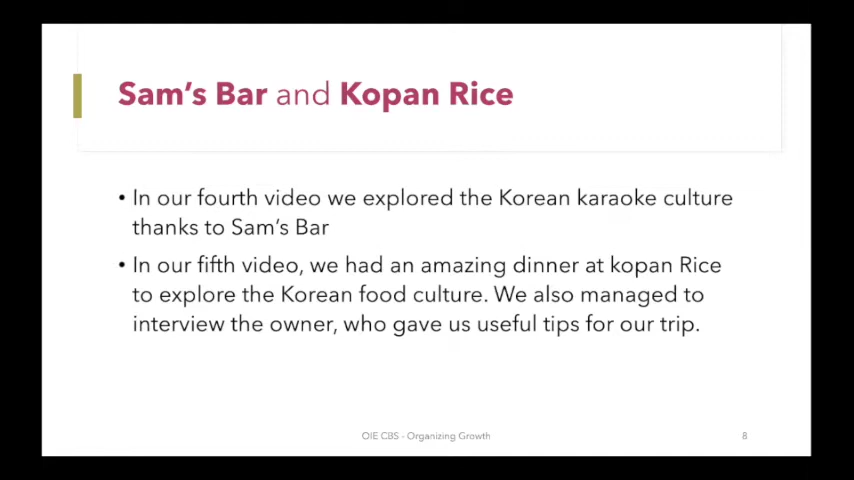 Sam's Bar and Kopan Rice
• In our fourth video we explored the Korean karaoke culture
thanks to Sam's Bar
• In our fifth video, we had an amazing dinner at kopan Rice
to explore the Korean food culture. We also managed to
interview the owner, who gave us useful tips for our trip.
OIE CBS - Organizing Growth
8